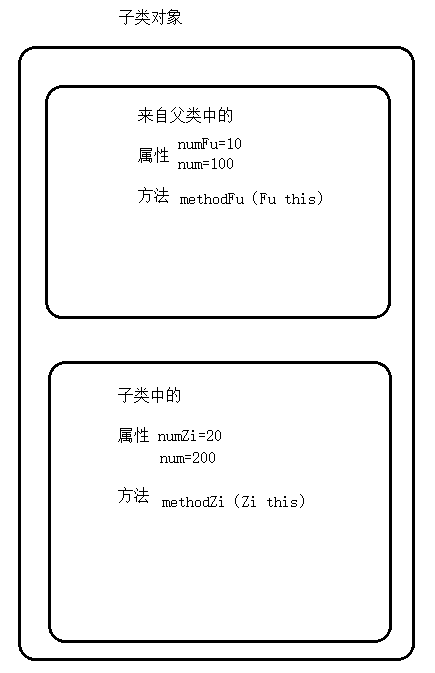 子类对象
来自父类中的
属性 numFu=10
num=100
方法 methodFu(Fu this)
子类中的
属性 numZi=20
num=200
方法 methodZi(Zi this)